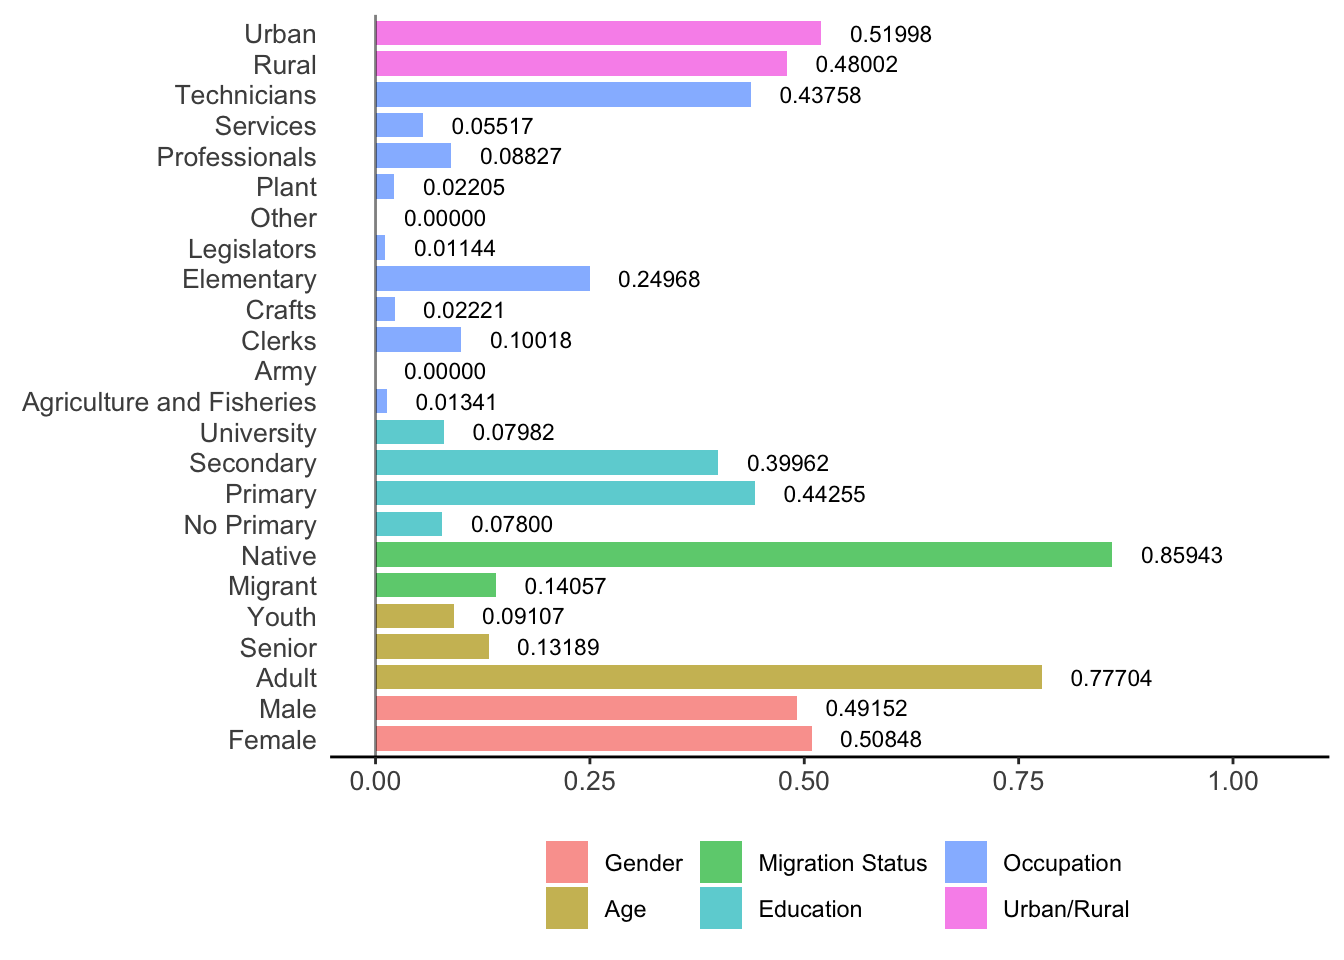 Urban 0.51998
Rural 0.48002
Technicians 0.43758
Services 0.05517
Professionals 0.08827
Plant 0.02205
Other 0.00000
Legislators 0.01144
Elementary 0.24968
Crafts 0.02221
Clerks 0.10018
Army 0.00000
Agriculture and Fisheries 0.01341
University 0.07982
Secondary 0.39962
Primary 0.44255
No Primary 0.07800
Native 0.85943
Migrant 0.14057
Youth 0.09107
Senior 0.13189
Adult 0.77704
Male 0.49152
Female 0.50848
0.00 0.25 0.50 0.75 1.00
Gender Migration Status Occupation
Age Education Urban/Rural